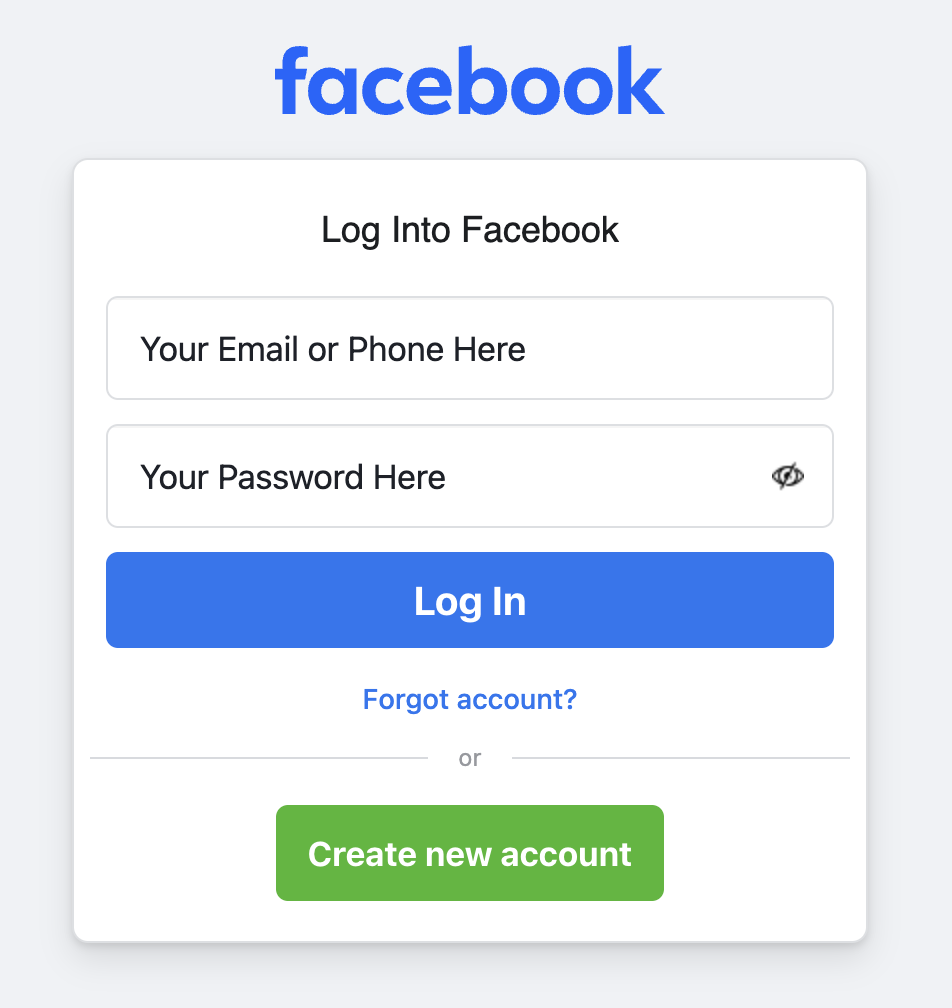 facebook
Log Into Facebook
Your Email or Phone Here
Your Password Here
Log In
Forgot account?
or
Create new account